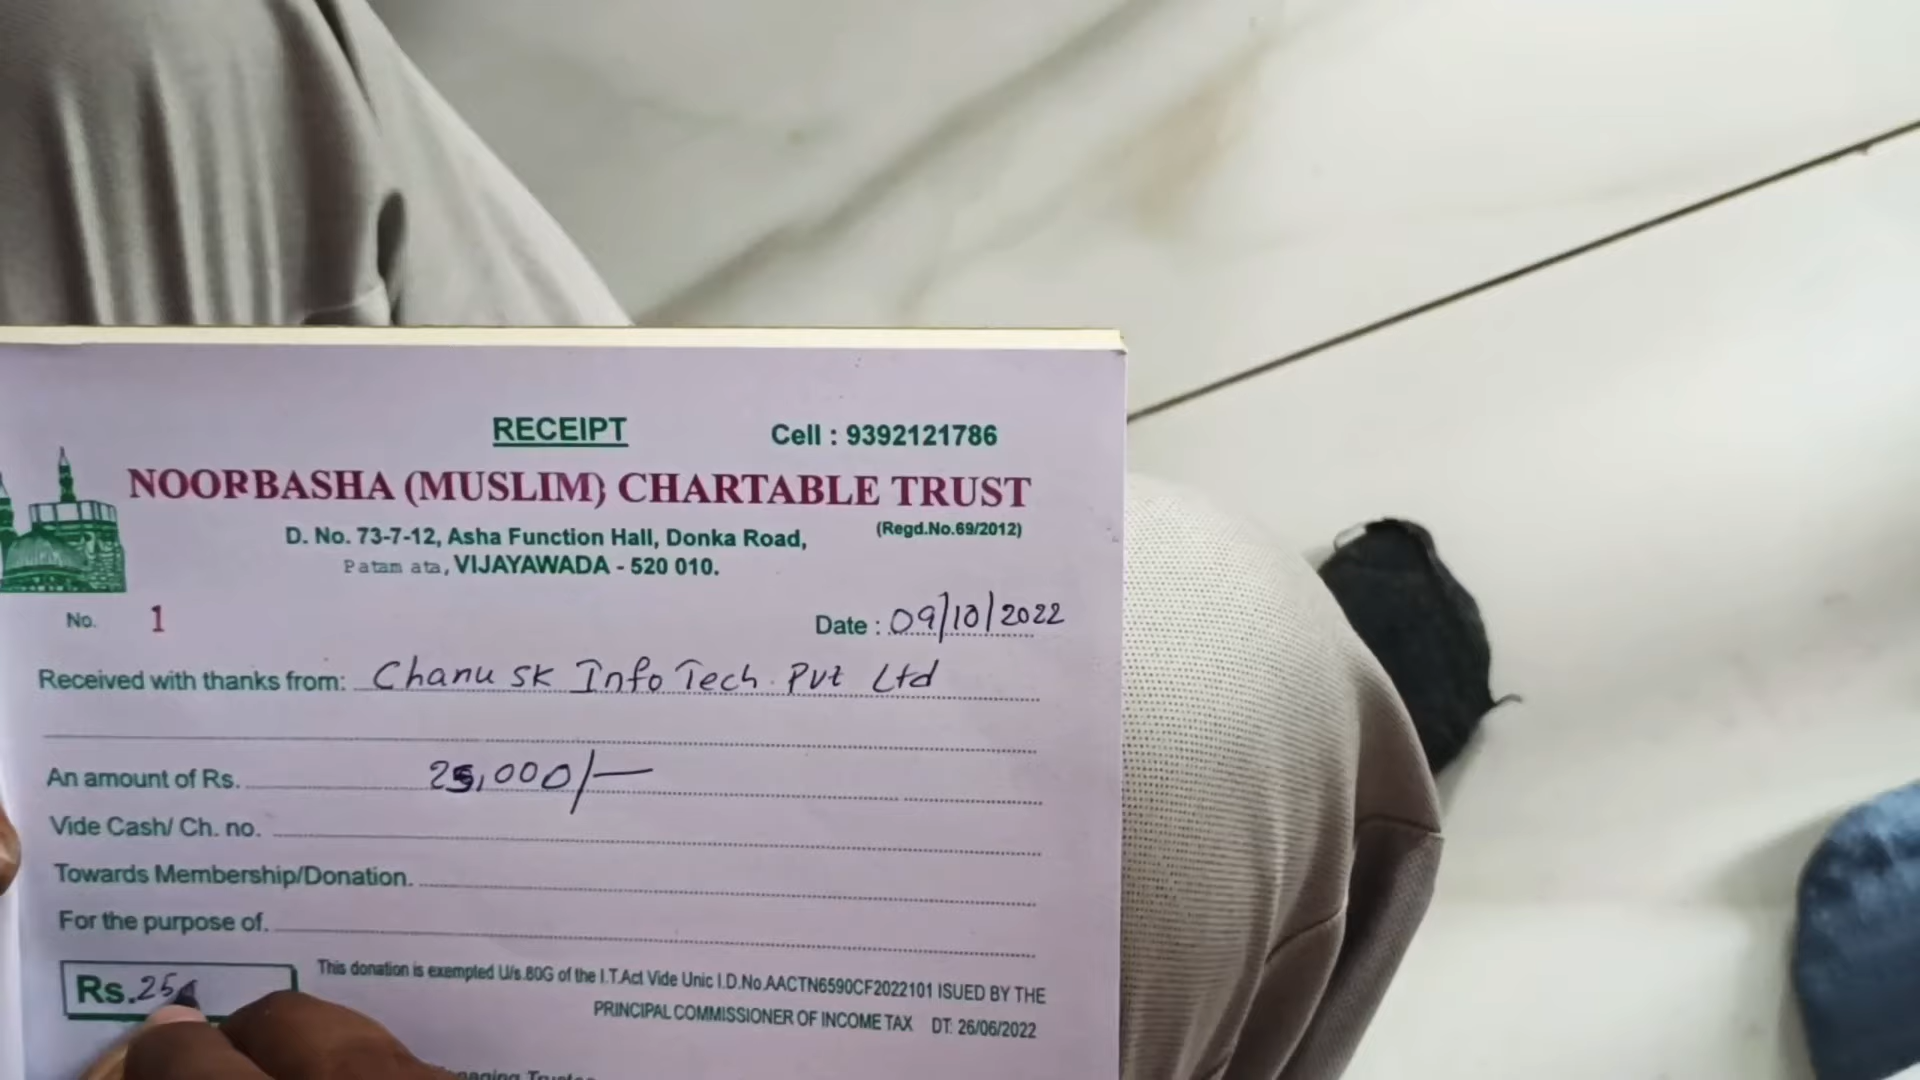 RECEIPT
Cell : 9392121786
NOORBASHA (MUSLIM) CHARTABLE TRUST
(Regd.No.69/2012)
D. No. 73-7-12, Asha Function Hall, Donka Road,
Patam ata, VIJAYAWADA - 520 010.
No. 1
Date : 09/10/2022
Received with thanks from: Chanu SK Info Tech Pvt Ltd
An amount of Rs. 25,000/-
Vide Cash/ Ch. no.
Towards Membership/Donation.
For the purpose of.
Rs. 25
This donation is exempted U/s.80G of the I.T.Act Vide Unic I.D.No.AACTN6590CF2022101 ISUED BY THE
PRINCIPAL COMMISSIONER OF INCOME TAX DT: 26/06/2022